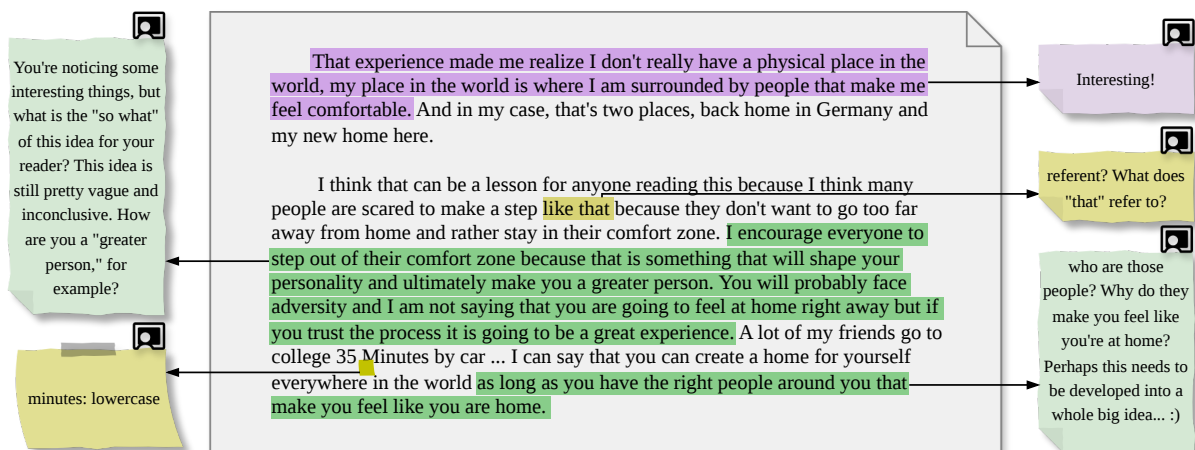 You're noticing some
interesting things, but
what is the "so what"
of this idea for your
reader? This idea is
still pretty vague and
inconclusive. How
are you a "greater
person," for
example?
minutes: lowercase
That experience made me realize I don't really have a physical place in the
world, my place in the world is where I am surrounded by people that make me
feel comfortable. And in my case, that's two places, back home in Germany and
my new home here.
I think that can be a lesson for anyone reading this because I think many
people are scared to make a step like that because they don't want to go too far
away from home and rather stay in their comfort zone. I encourage everyone to
step out of their comfort zone because that is something that will shape your
personality and ultimately make you a greater person. You will probably face
adversity and I am not saying that you are going to feel at home right away but if
you trust the process it is going to be a great experience. A lot of my friends go to
college 35 Minutes by car ... I can say that you can create a home for yourself
everywhere in the world as long as you have the right people around you that
make you feel like you are home.
Interesting!
referent? What does
"that" refer to?
who are those
people? Why do they
make you feel like
you're at home?
Perhaps this needs to
be developed into a
whole big idea... :)